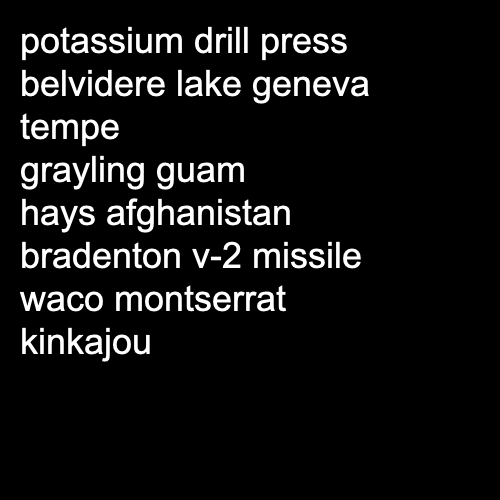 potassium drill press
belvidere lake geneva
tempe
grayling guam
hays afghanistan
bradenton v-2 missile
waco montserrat
kinkajou